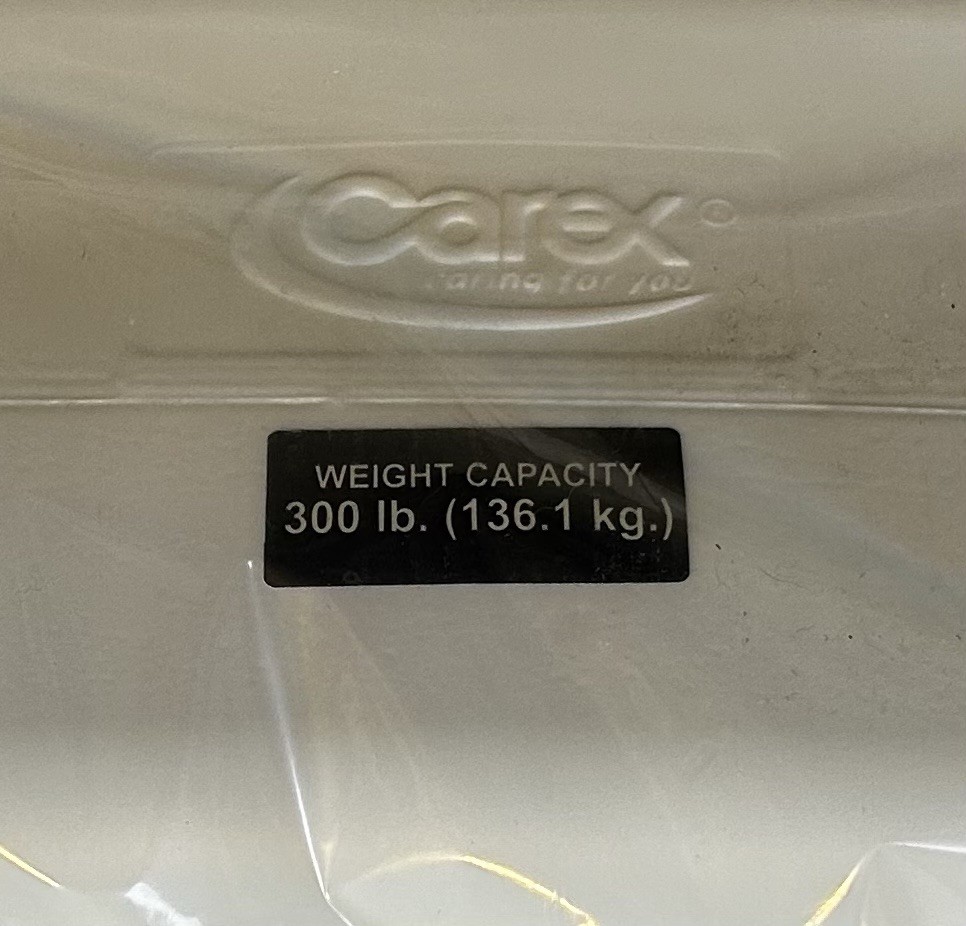 Carex®
caring for you
WEIGHT CAPACITY
300 lb. (136.1 kg.)